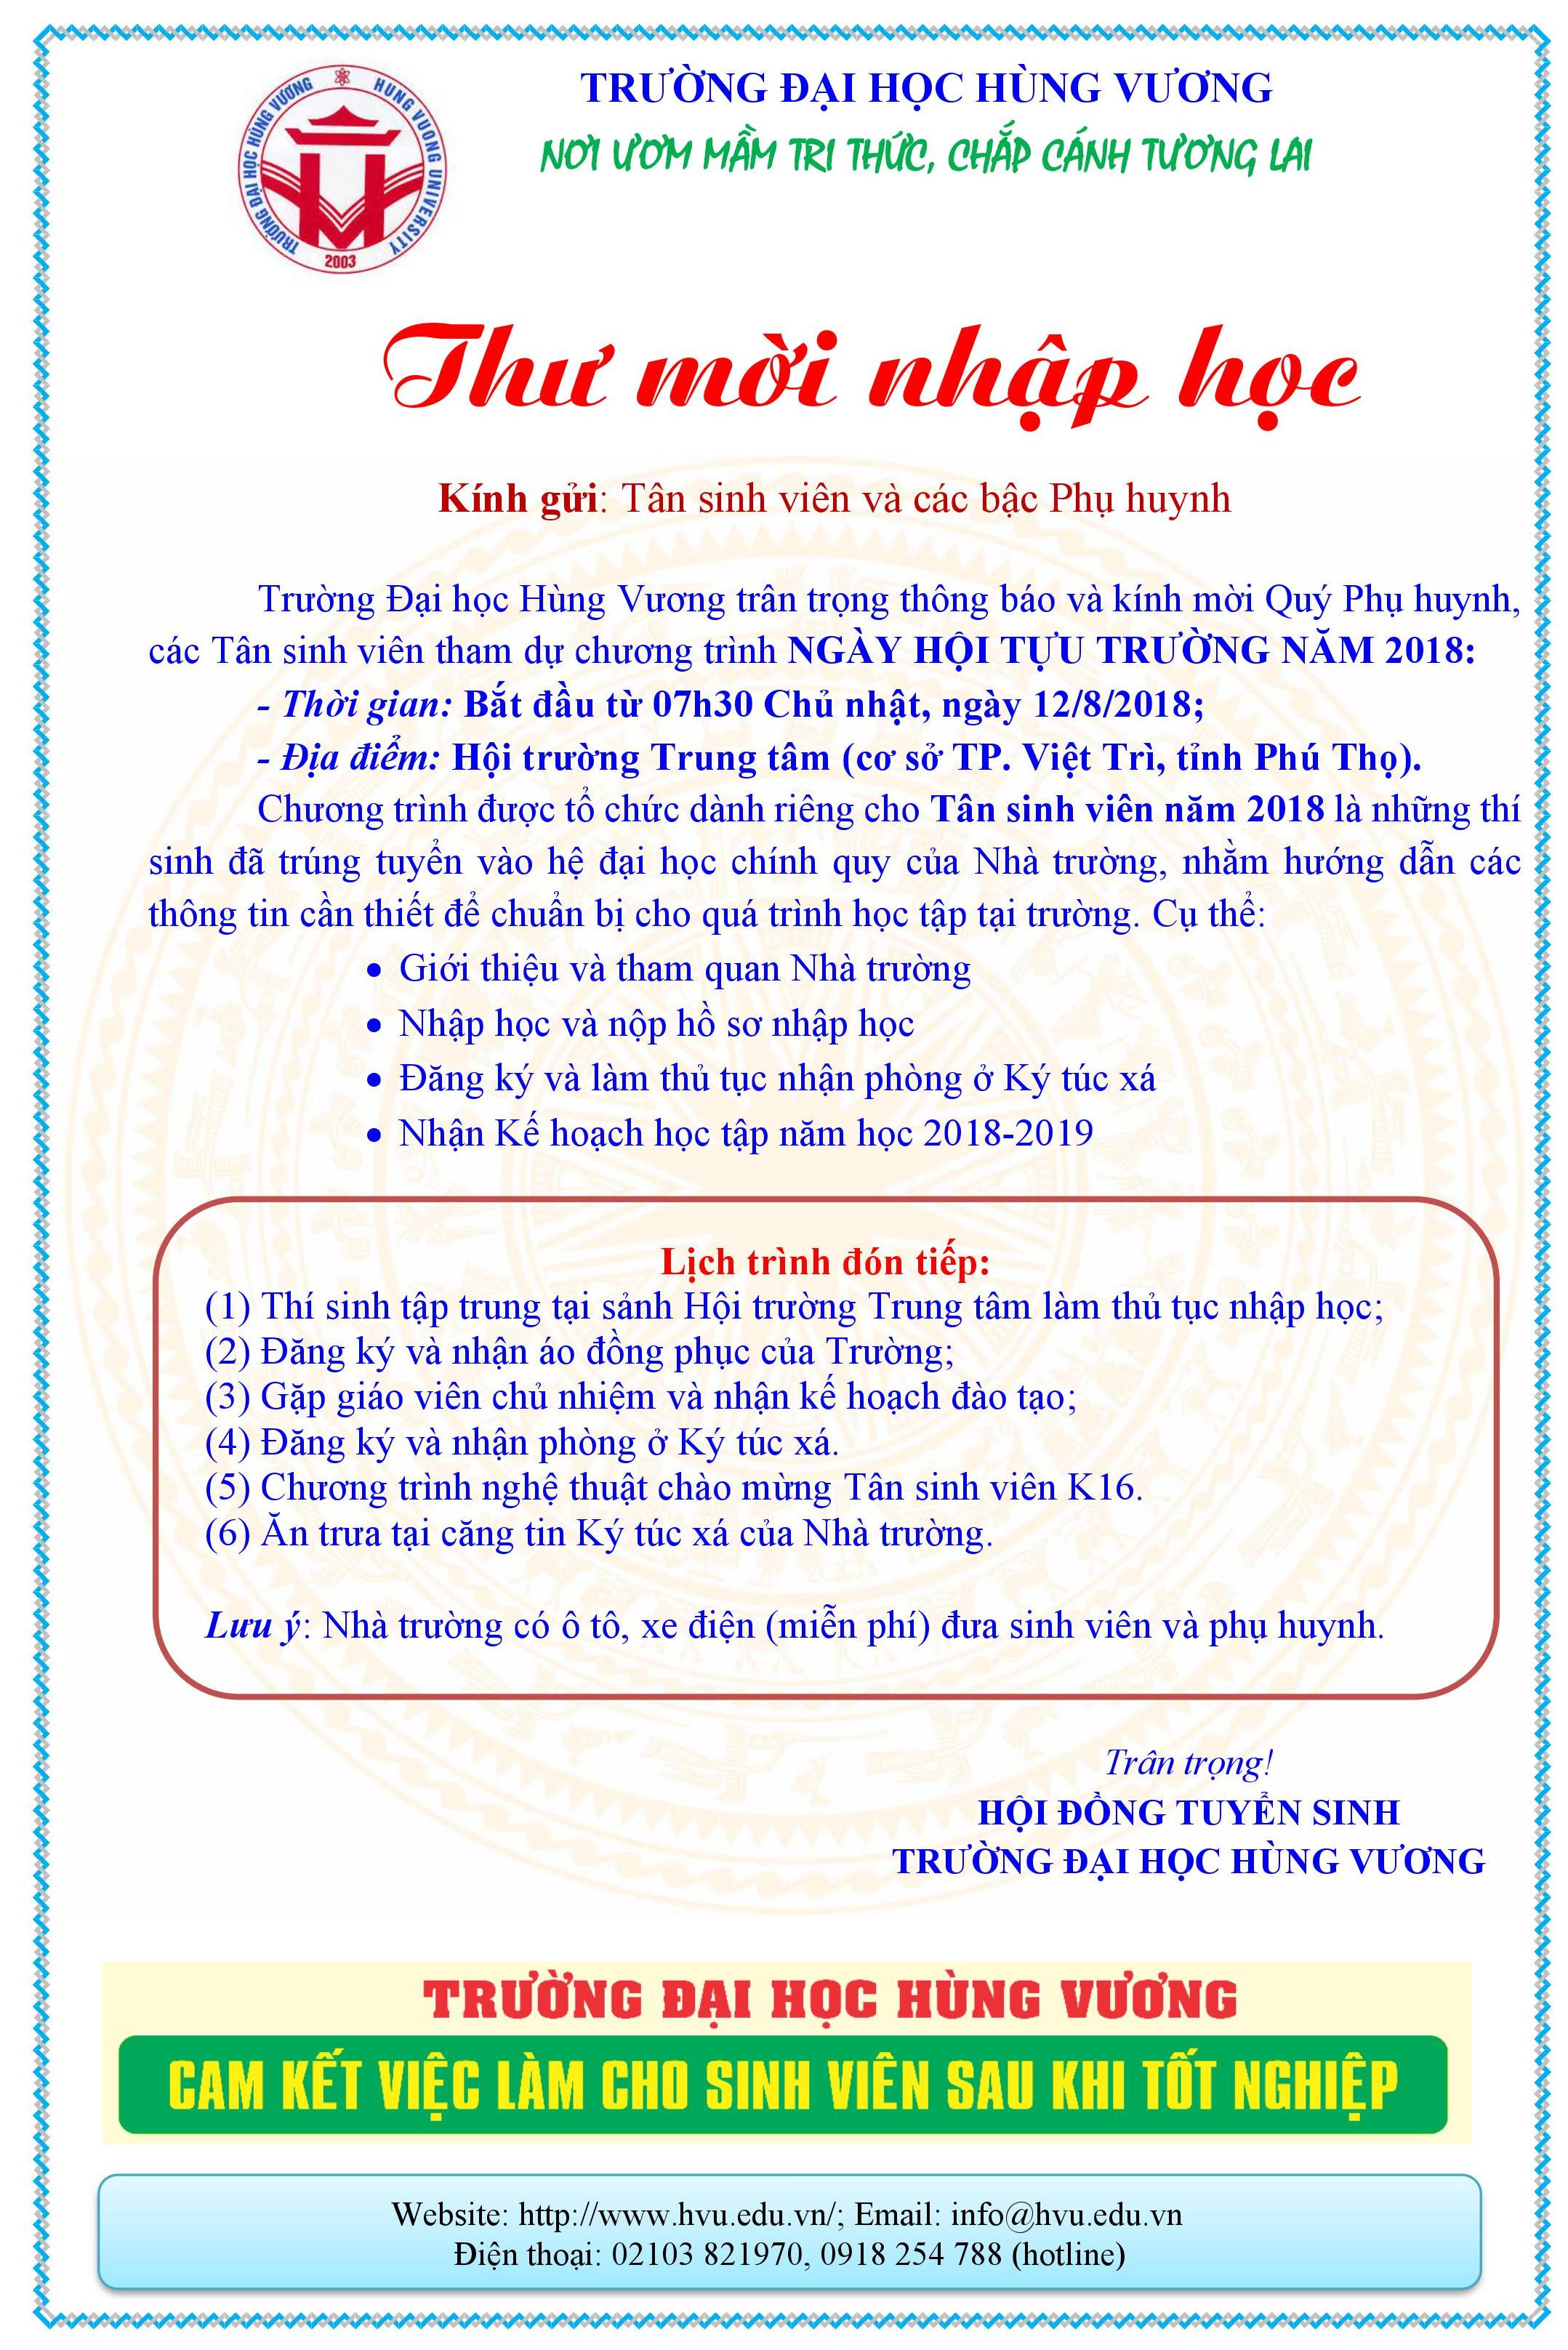 TRƯỜNG ĐẠI HỌC HÙNG VƯƠNG
NƠI ƯƠM MẦM TRI THỨC, CHẮP CÁNH TƯƠNG LAI
TRƯỜNG ĐẠI HỌC HÙNG VƯƠNG HUNG VUONG UNIVERSITY
2003
Thư mời nhập học
Kính gửi: Tân sinh viên và các bậc Phụ huynh
Trường Đại học Hùng Vương trân trọng thông báo và kính mời Quý Phụ huynh,
các Tân sinh viên tham dự chương trình NGÀY HỘI TỰU TRƯỜNG NĂM 2018:
- Thời gian: Bắt đầu từ 07h30 Chủ nhật, ngày 12/8/2018;
- Địa điểm: Hội trường Trung tâm (cơ sở TP. Việt Trì, tỉnh Phú Thọ).
Chương trình được tổ chức dành riêng cho Tân sinh viên năm 2018 là những thí
sinh đã trúng tuyển vào hệ đại học chính quy của Nhà trường, nhằm hướng dẫn các
thông tin cần thiết để chuẩn bị cho quá trình học tập tại trường. Cụ thể:
• Giới thiệu và tham quan Nhà trường
• Nhập học và nộp hồ sơ nhập học
• Đăng ký và làm thủ tục nhận phòng ở Ký túc xá
• Nhận Kế hoạch học tập năm học 2018-2019
Lịch trình đón tiếp:
(1) Thí sinh tập trung tại sảnh Hội trường Trung tâm làm thủ tục nhập học;
(2) Đăng ký và nhận áo đồng phục của Trường;
(3) Gặp giáo viên chủ nhiệm và nhận kế hoạch đào tạo;
(4) Đăng ký và nhận phòng ở Ký túc xá.
(5) Chương trình nghệ thuật chào mừng Tân sinh viên K16.
(6) Ăn trưa tại căng tin Ký túc xá của Nhà trường.
Lưu ý: Nhà trường có ô tô, xe điện (miễn phí) đưa sinh viên và phụ huynh.
Trân trọng!
HỘI ĐỒNG TUYỂN SINH
TRƯỜNG ĐẠI HỌC HÙNG VƯƠNG
TRƯỜNG ĐẠI HỌC HÙNG VƯƠNG
CAM KẾT VIỆC LÀM CHO SINH VIÊN SAU KHI TỐT NGHIỆP
Website: http://www.hvu.edu.vn/; Email: info@hvu.edu.vn
Điện thoại: 02103 821970, 0918 254 788 (hotline)